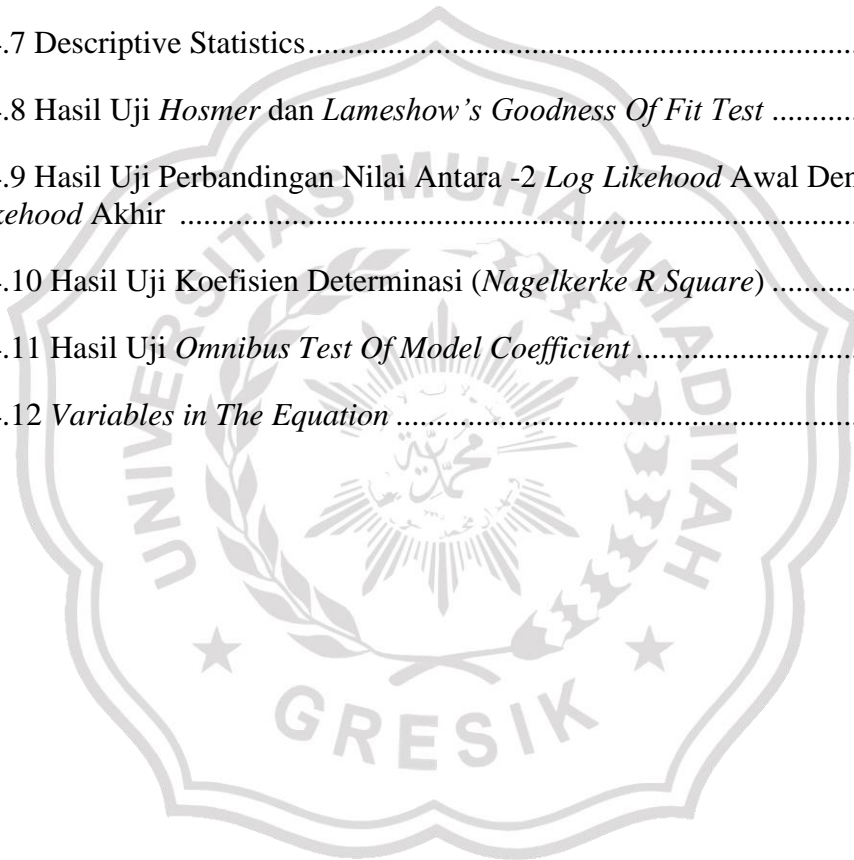 .7 Descriptive Statistics........................................................................
.8 Hasil Uji Hosmer dan Lameshow's Goodness Of Fit Test ...........
.9 Hasil Uji Perbandingan Nilai Antara -2 Log Likehood Awal Den
kehood Akhir ........................................................................................
.10 Hasil Uji Koefisien Determinasi (Nagelkerke R Square) ...........
.11 Hasil Uji Omnibus Test Of Model Coefficient .............................
.12 Variables in The Equation ............................................................
UNIVERSITAS MUHAMMADIYAH
GRESIK